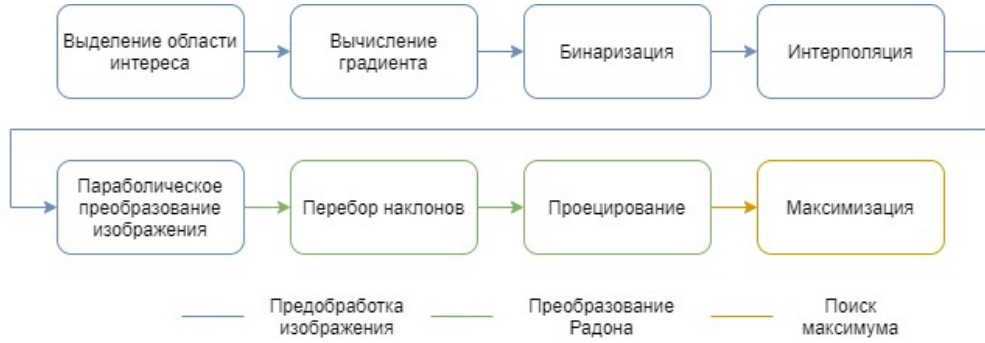 Выделение области
интереса
Вычисление
градиента
Бинаризация
Интерполяция
Параболическое
преобразование
изображения
Перебор наклонов
Проецирование
Максимизация
Предобработка
изображения
Преобразование
Радона
Поиск
максимума